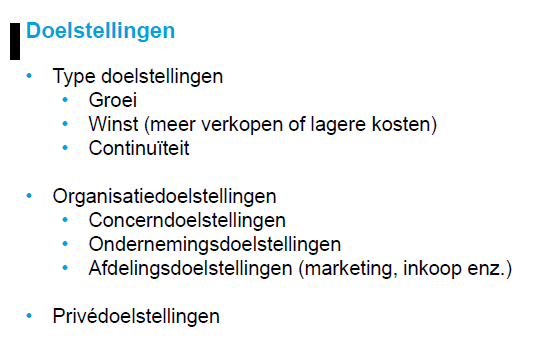 Doelstellingen
• Type doelstellingen
• Groei
• Winst (meer verkopen of lagere kosten)
• Continuïteit
• Organisatiedoelstellingen
• Concerndoelstellingen
• Ondernemingsdoelstellingen
• Afdelingsdoelstellingen (marketing, inkoop enz.)
• Privédoelstellingen